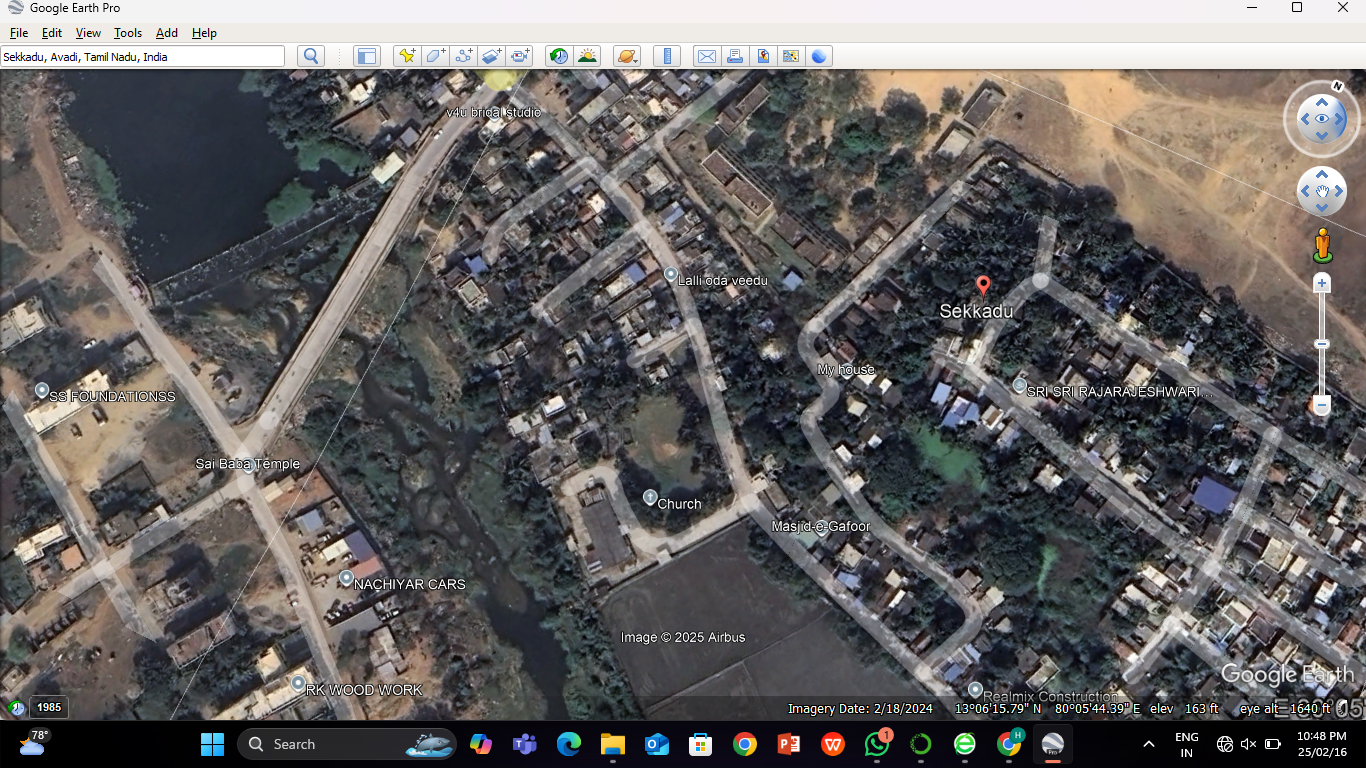 Google Earth Pro
File Edit View Tools Add Help
Sekkadu, Avadi, Tamil Nadu, India
N
v4u bridal studio
Lalli oda veedu
Sekkadu
My house
SS FOUNDATIONSS
SRI SRI RAJARAJESHWARI...
Sai Baba Temple
Church
Masjid-e-Gafoor
NACHIYAR CARS
Image © 2025 Airbus
Google Earth
RK WOOD WORK
Realmix Construction
1985
Imagery Date: 2/18/2024 13°06'15.79" N 80°05'44.39" E elev 163 ft eye alt 1640 ft
78°
Search
1
H
ENG
IN
10:48 PM
25/02/16